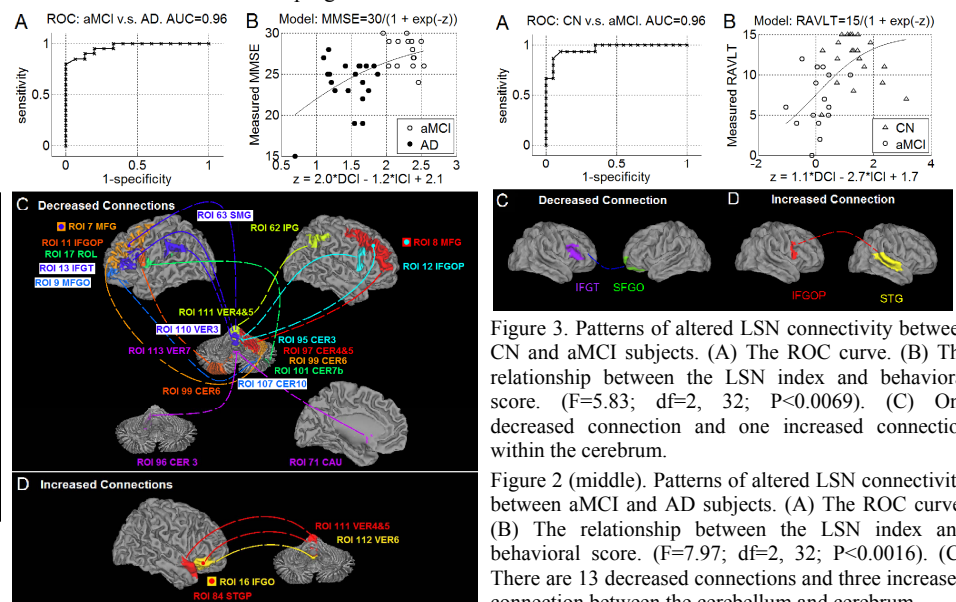 A ROC: aMCI v.s. AD. AUC=0.96
sensitivity
1
0.5
0
0 0.5 1
1-specificity
B Model: MMSE=30/(1 + exp(-z))
Measured MMSE
30
25
20
15
0.5 1 1.5 2 2.5 3
z = 2.0*DCI - 1.2*ICI + 2.1
aMCI
AD
A ROC: CN v.s. aMCI. AUC=0.96
sensitivity
1
0.5
0
0 0.5 1
1-specificity
B Model: RAVLT=15/(1 + exp(-z))
Measured RAVLT
15
10
5
0
-2 0 2 4
z = 1.1*DCI - 2.7*ICI + 1.7
CN
aMCI
C Decreased Connections
ROI 63 SMG
ROI 7 MFG
ROI 11 IFGOP
ROI 17 ROL
ROI 13 IFGT
ROI 9 MFGO
ROI 62 IPG
ROI 8 MFG
ROI 12 IFGOP
ROI 111 VER4&5
ROI 110 VER3
ROI 113 VER7
ROI 95 CER3
ROI 97 CER4&5
ROI 99 CER6
ROI 101 CER7b
ROI 107 CER10
ROI 99 CER6
ROI 96 CER 3
ROI 71 CAU
D Increased Connections
ROI 111 VER4&5
ROI 112 VER6
ROI 16 IFGO
ROI 84 STGP
C Decreased Connection
IFGT SFGO
D Increased Connection
IFGOP STG
Figure 3. Patterns of altered LSN connectivity between
CN and aMCI subjects. (A) The ROC curve. (B) The
relationship between the LSN index and behaviora
score. (F=5.83; df=2, 32; P<0.0069). (C) On
decreased connection and one increased connectio
within the cerebrum.
Figure 2 (middle). Patterns of altered LSN connectivit
between aMCI and AD subjects. (A) The ROC curve
(B) The relationship between the LSN index an
behavioral score. (F=7.97; df=2, 32; P<0.0016). (C
There are 13 decreased connections and three increase